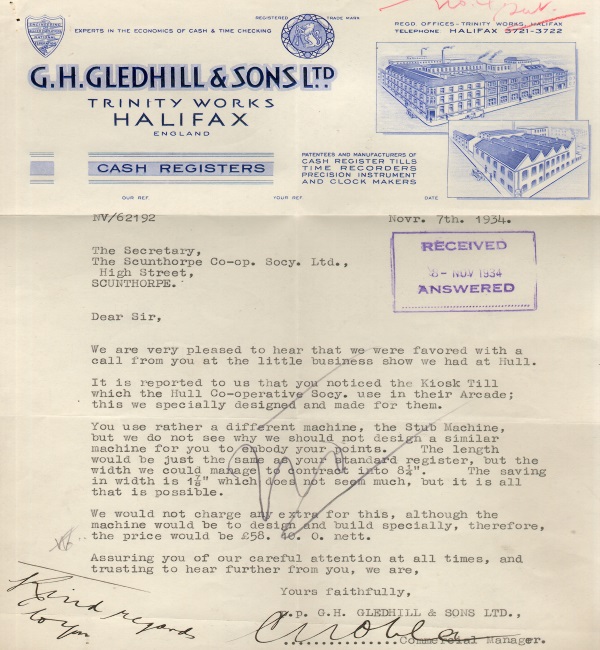 REGISTERED TRADE MARK
EXPERTS IN THE ECONOMICS OF CASH & TIME CHECKING
REGD. OFFICES - TRINITY WORKS, HALIFAX
TELEPHONE HALIFAX 3721-3722
G.H. GLEDHILL & SONS LTD
TRINITY WORKS
HALIFAX
ENGLAND
CASH REGISTERS
PATENTEES AND MANUFACTURERS OF
CASH REGISTER TILLS
TIME RECORDERS
PRECISION INSTRUMENT
AND CLOCK MAKERS
OUR REF. YOUR REF. DATE
NV/62192 Novr. 7th. 1934.
RECEIVED
8 - NOV 1934
ANSWERED
The Secretary,
The Scunthorpe Co-op. Socy. Ltd.,
High Street,
SCUNTHORPE.
Dear Sir,
We are very pleased to hear that we were favored with a
call from you at the little business show we had at Hull.
It is reported to us that you noticed the Kiosk Till
which the Hull Co-operative Socy. use in their Arcade;
this we specially designed and made for them.
You use rather a different machine, the Stub Machine,
but we do not see why we should not design a similar
machine for you to embody your points. The length
would be just the same as your standard register, but the
width we could manage to contract into 8¼". The saving
in width is 1⅞" which does not seem much, but it is all
that is possible.
We would not charge any extra for this, although the
machine would be to design and build specially, therefore,
the price would be £58. 40. 0. nett.
Assuring you of our careful attention at all times, and
trusting to hear further from you, we are,
Yours faithfully,
p.p. G.H. GLEDHILL & SONS LTD.,
Commercial Manager.
Kind regards
to you